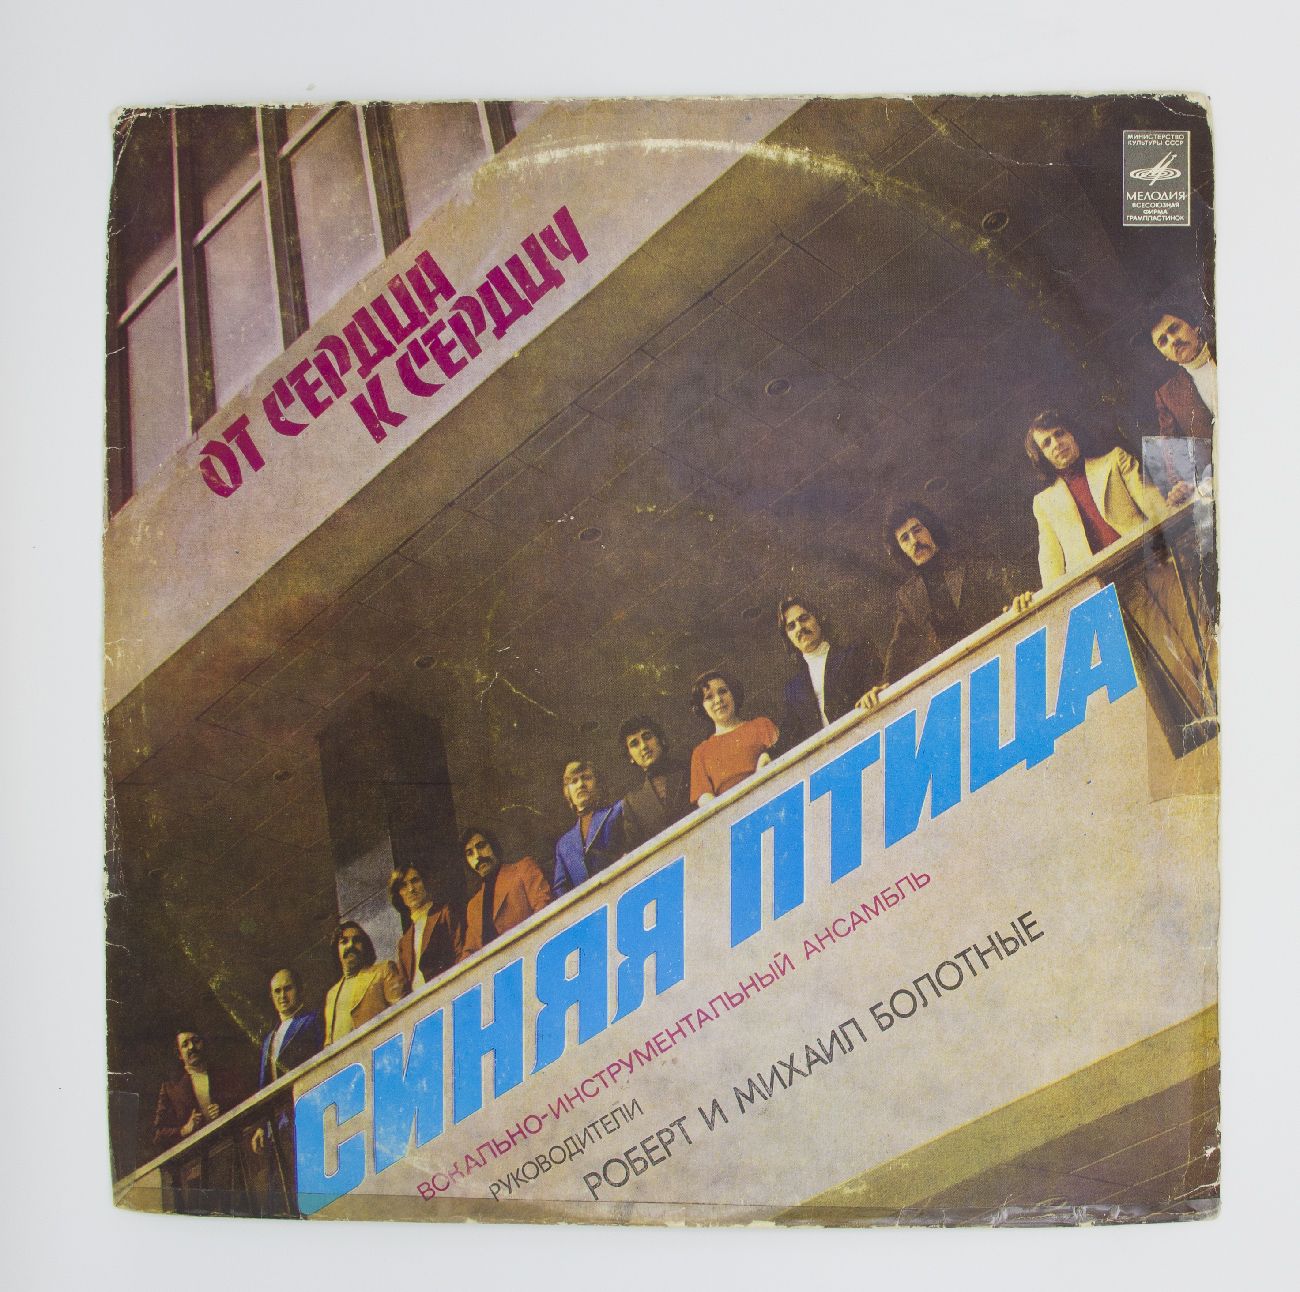 МИНИСТЕРСТВО
КУЛЬТУРЫ СССР
МЕЛОДИЯ
ВСЕСОЮЗНАЯ
ФИРМА
ГРАМПЛАСТИНОК
ОТ СЕРДЦА
К СЕРДЦУ
СИНЯЯ ПТИЦА
ВОКАЛЬНО-ИНСТРУМЕНТАЛЬНЫЙ АНСАМБЛЬ
РУКОВОДИТЕЛИ
РОБЕРТ И МИХАИЛ БОЛОТНЫЕ